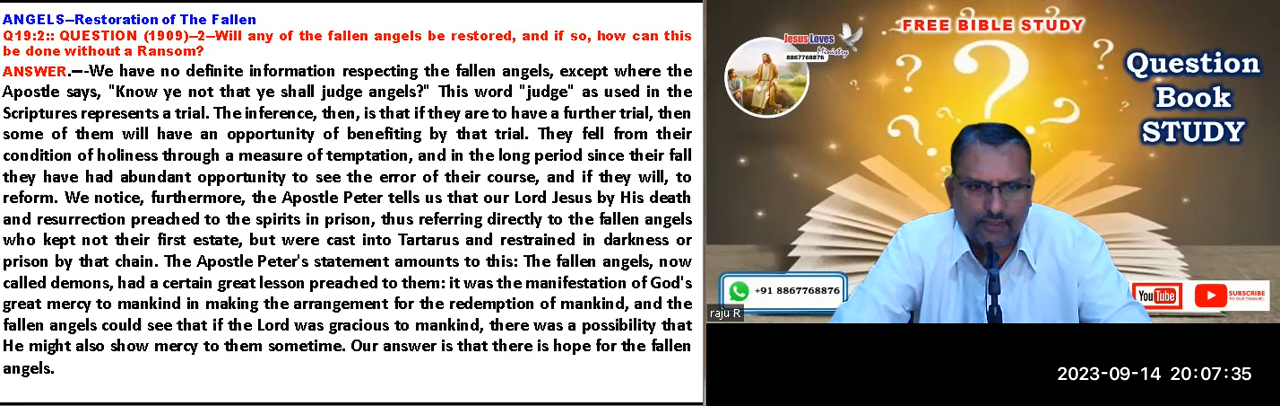 ANGELS--Restoration of The Fallen
Q19:2:: QUESTION (1909)--2--Will any of the fallen angels be restored, and if so, how can this
be done without a Ransom?
ANSWER.---We have no definite information respecting the fallen angels, except where the
Apostle says, "Know ye not that ye shall judge angels?" This word "judge" as used in the
Scriptures represents a trial. The inference, then, is that if they are to have a further trial, then
some of them will have an opportunity of benefiting by that trial. They fell from their
condition of holiness through a measure of temptation, and in the long period since their fall
they have had abundant opportunity to see the error of their course, and if they will, to
reform. We notice, furthermore, the Apostle Peter tells us that our Lord Jesus by His death
and resurrection preached to the spirits in prison, thus referring directly to the fallen angels
who kept not their first estate, but were cast into Tartarus and restrained in darkness or
prison by that chain. The Apostle Peter's statement amounts to this: The fallen angels, now
called demons, had a certain great lesson preached to them: it was the manifestation of God's
great mercy to mankind in making the arrangement for the redemption of mankind, and the
fallen angels could see that if the Lord was gracious to mankind, there was a possibility that
He might also show mercy to them sometime. Our answer is that there is hope for the fallen
angels.
FREE BIBLE STUDY
Jesus Loves
Ministry
8867768876
Question
Book
STUDY
+91 8867768876
YouTube
SUBSCRIBE
TO OUR CHANNEL
raju R
2023-09-14 20:07:35